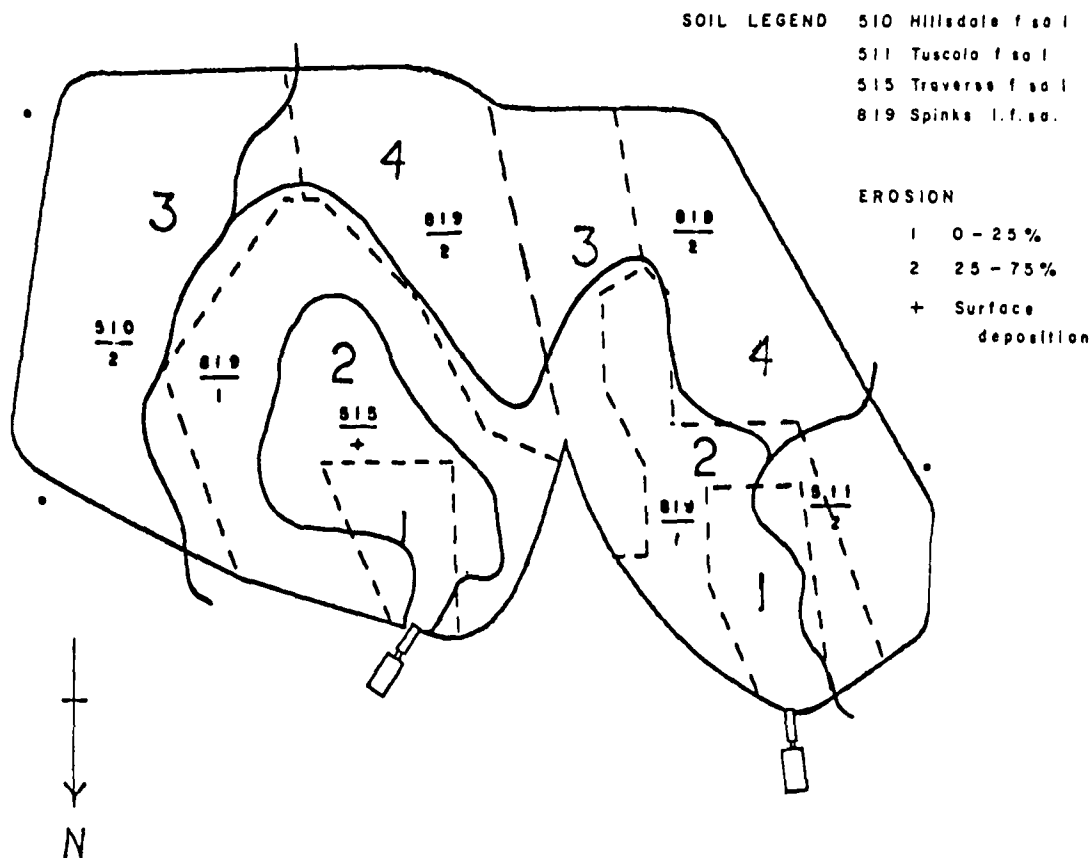 SOIL LEGEND 510 Hillsdale f sa l
511 Tuscola f sa l
515 Traverse f sa l
819 Spinks l.f.sa.
EROSION
1 0 - 25%
2 25 - 75%
+ Surface
deposition
4
3
819
2
3
819
2
510
2
819
1
2
515
+
4
2
819
1
511
2
1
1
N